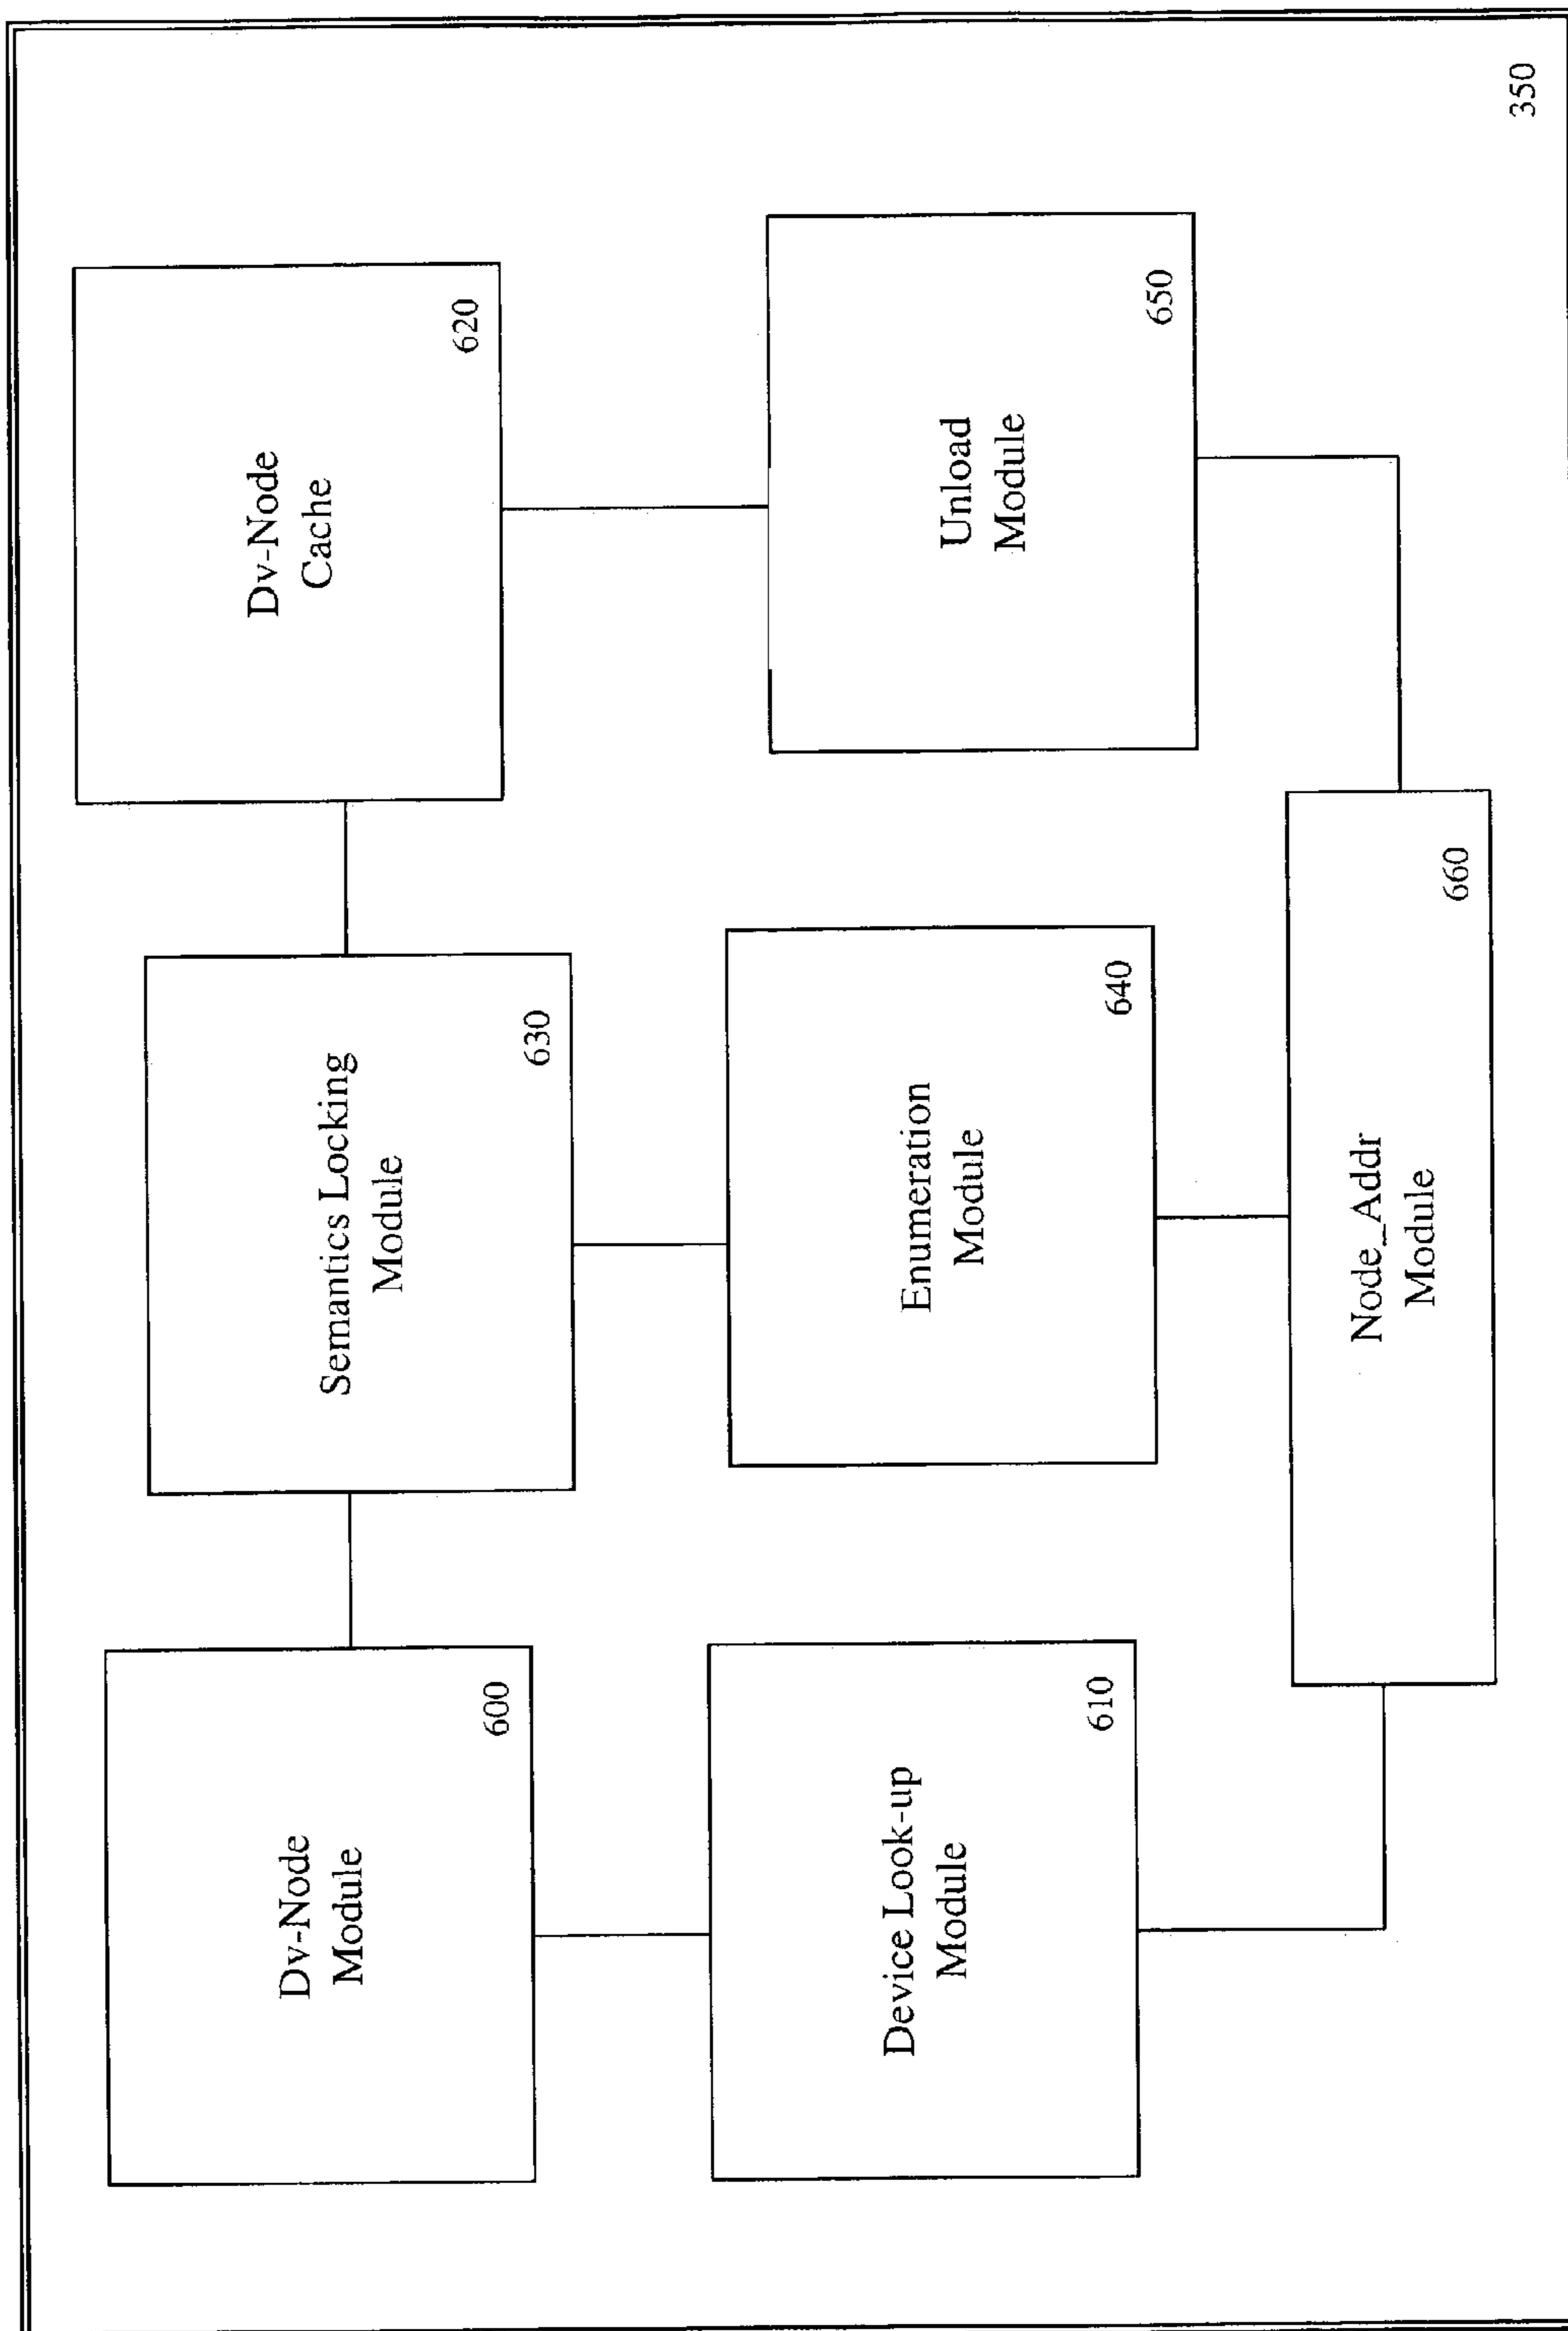 Dv-Node
Module
600
Semantics Locking
Module
630
Dv-Node
Cache
620
Device Look-up
Module
610
Enumeration
Module
640
Unload
Module
650
Node_Addr
Module
660
350